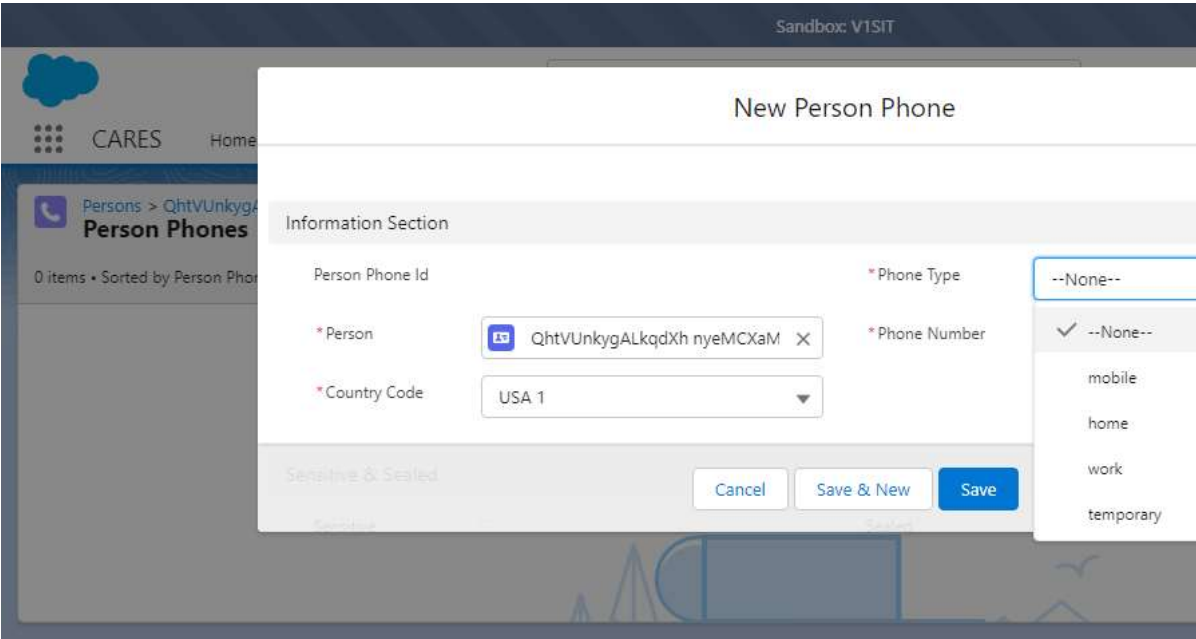 Sandbox: V1SIT
New Person Phone
CARES Home
Persons > QhtVUnkygA
Person Phones
0 items • Sorted by Person Phon
Information Section
Person Phone Id
*Phone Type
--None--
*Person
QhtVUnkygALkqdXh nyeMCXaM
*Phone Number
--None--
mobile
home
work
temporary
*Country Code
USA 1
Sensitive & Sealed
Cancel
Save & New
Save
Sensitive
Sealed